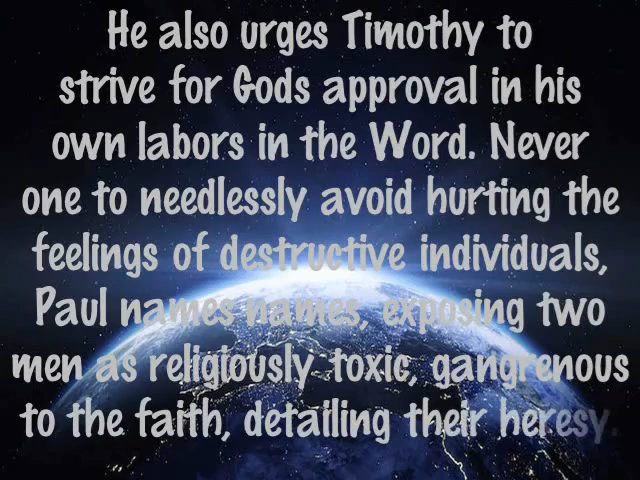 He also urges Timothy to
strive for Gods approval in his
own labors in the Word. Never
one to needlessly avoid hurting the
feelings of destructive individuals,
Paul names names, exposing two
men as religiously toxic, gangrenous
to the faith, detailing their heresy.